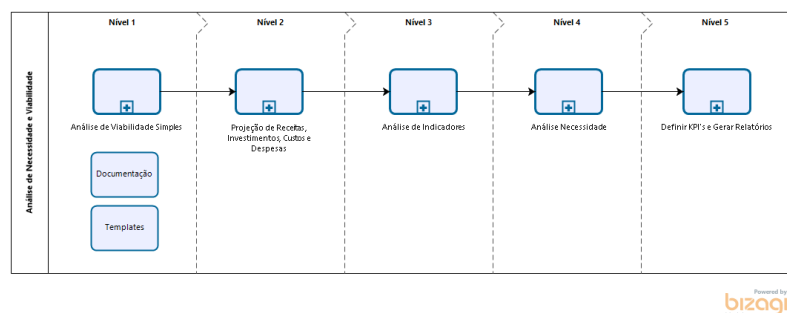 Nível 1
Nível 2
Nível 3
Nível 4
Nível 5
Análise de Necessidade e Viabilidade
Análise de Viabilidade Simples
Projeção de Receitas,
Investimentos, Custos e
Despesas
Análise de Indicadores
Análise Necessidade
Definir KPI's e Gerar Relatórios
Documentação
Templates
Powered by
bizagi